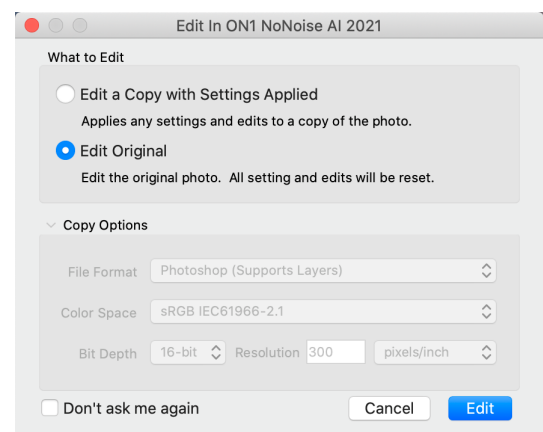 Edit In ON1 NoNoise AI 2021
What to Edit
Edit a Copy with Settings Applied
Applies any settings and edits to a copy of the photo.
Edit Original
Edit the original photo.  All setting and edits will be reset.
Copy Options
File Format Photoshop (Supports Layers)
Color Space sRGB IEC61966-2.1
Bit Depth 16-bit Resolution 300 pixels/inch
Don't ask me again Cancel Edit